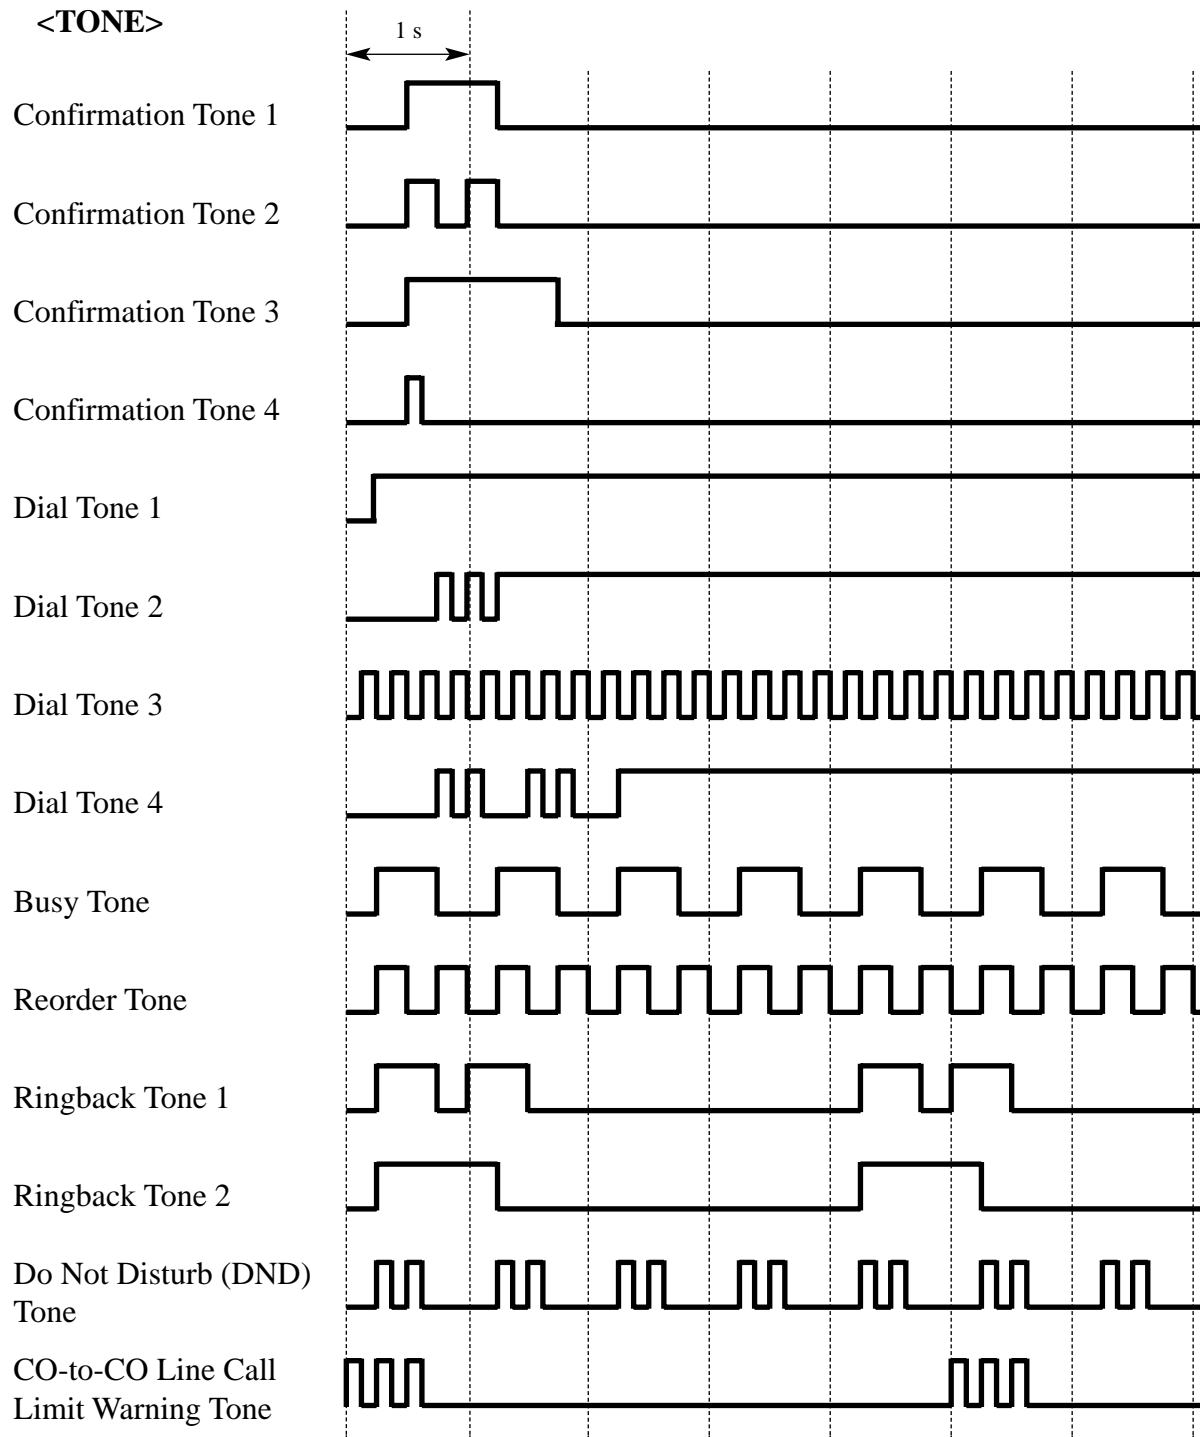 <TONE>
1 s
Confirmation Tone 1
Confirmation Tone 2
Confirmation Tone 3
Confirmation Tone 4
Dial Tone 1
Dial Tone 2
Dial Tone 3
Dial Tone 4
Busy Tone
Reorder Tone
Ringback Tone 1
Ringback Tone 2
Do Not Disturb (DND)
Tone
CO-to-CO Line Call
Limit Warning Tone